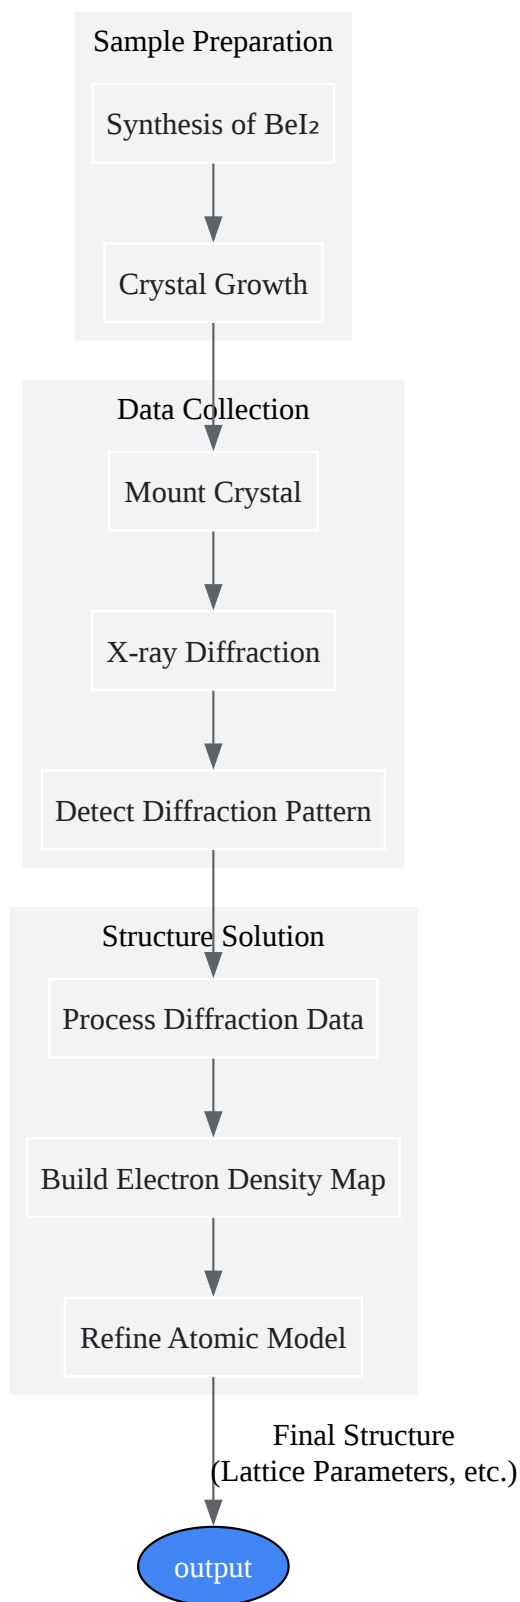 Sample Preparation
Synthesis of BeI₂
Crystal Growth
Data Collection
Mount Crystal
X-ray Diffraction
Detect Diffraction Pattern
Structure Solution
Process Diffraction Data
Build Electron Density Map
Refine Atomic Model
Final Structure
(Lattice Parameters, etc.)
output